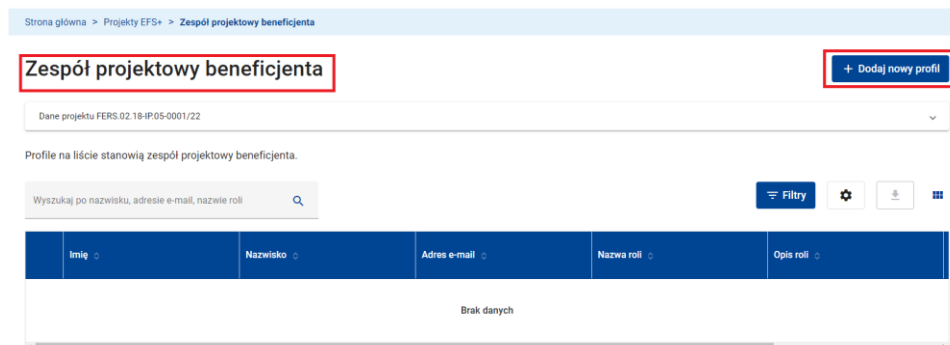 Strona główna > Projekty EFS+ > Zespół projektowy beneficjenta
Zespół projektowy beneficjenta
+ Dodaj nowy profil
Dane projektu FERS.02.18-IP.05-0001/22
Profile na liście stanowią zespół projektowy beneficjenta.
Wyszukaj po nazwisku, adresie e-mail, nazwie roli
Filtry
Imię Nazwisko Adres e-mail Nazwa roli Opis roli
Brak danych